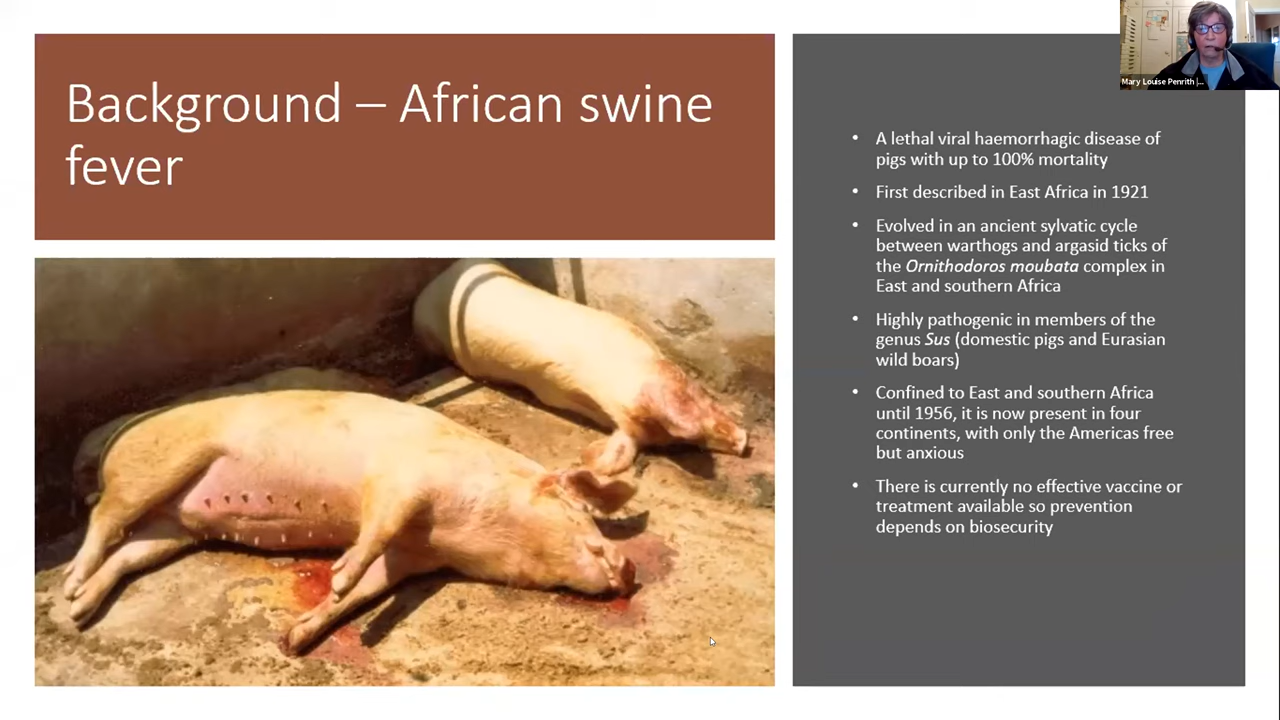 Background – African swine
fever
Mary Louise Penrith |...
• A lethal viral haemorrhagic disease of
pigs with up to 100% mortality
• First described in East Africa in 1921
• Evolved in an ancient sylvatic cycle
between warthogs and argasid ticks of
the Ornithodoros moubata complex in
East and southern Africa
• Highly pathogenic in members of the
genus Sus (domestic pigs and Eurasian
wild boars)
• Confined to East and southern Africa
until 1956, it is now present in four
continents, with only the Americas free
but anxious
• There is currently no effective vaccine or
treatment available so prevention
depends on biosecurity